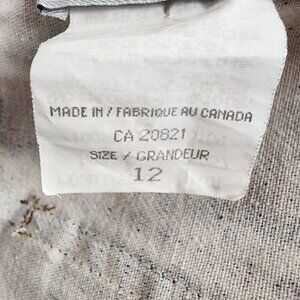 MADE IN / FABRIQUE AU CANADA
CA 20821
SIZE / GRANDEUR
12